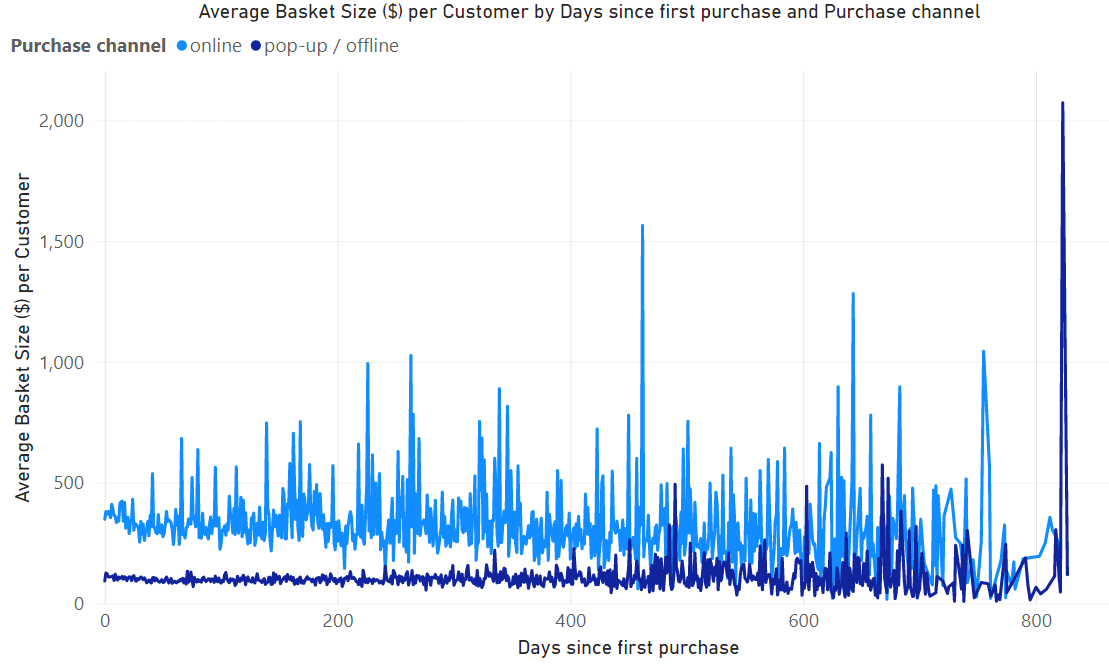 Average Basket Size ($) per Customer by Days since first purchase and Purchase channel
Purchase channel online pop-up / offline
Average Basket Size ($) per Customer
2,000
1,500
1,000
500
0
0 200 400 600 800
Days since first purchase